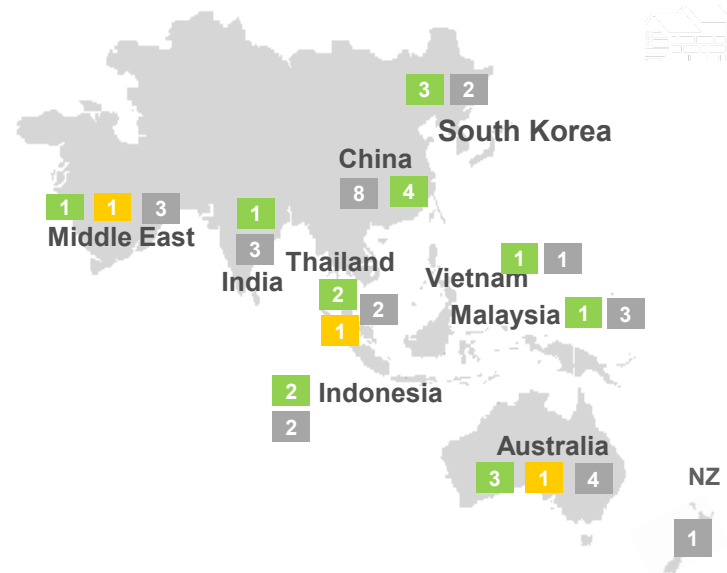 3 2
South Korea
China
8 4
1 1 3
Middle East
1
3
India
Thailand
2
2
1
1 1
Vietnam
Malaysia 1 3
2 Indonesia
2
Australia
3 1 4
NZ
1